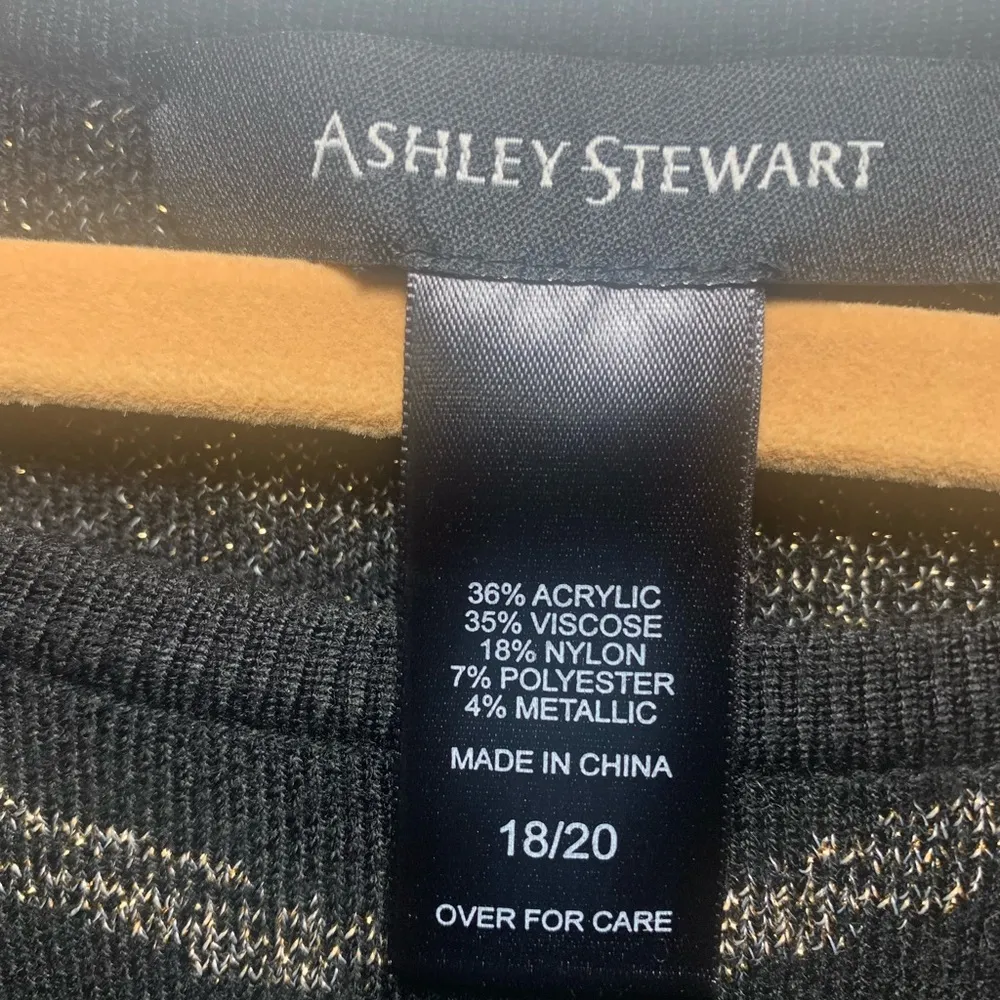 ASHLEY STEWART
36% ACRYLIC
35% VISCOSE
18% NYLON
7% POLYESTER
4% METALLIC
MADE IN CHINA
18/20
OVER FOR CARE